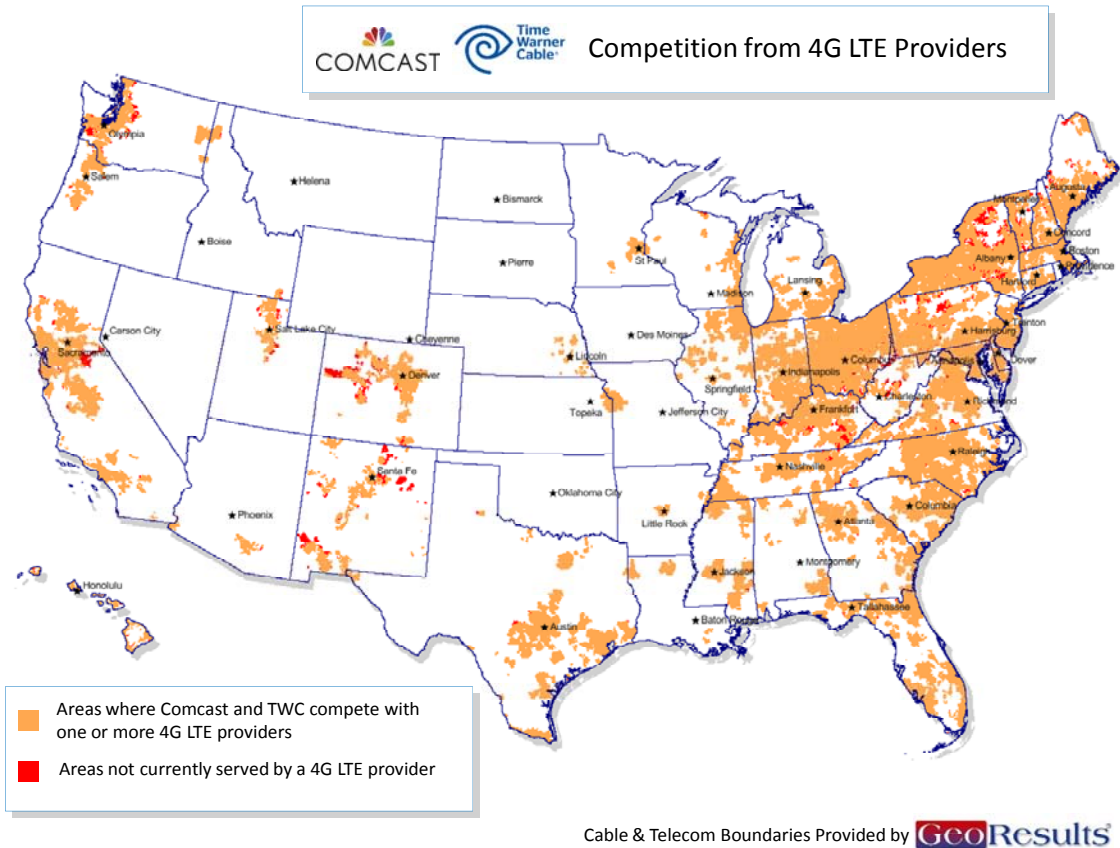 COMCAST
Time
Warner
Cable
Competition from 4G LTE Providers
Olympia
Salem
Helena
Bismarck
Boise
Pierre
St Paul
Montpelier
Augusta
Concord
Boston
Albany
Providence
Hartford
Lansing
Madison
Carson City
Sacramento
Salt Lake City
Cheyenne
Des Moines
Lincoln
Denver
Trenton
Harrisburg
Columbus
Annapolis
Dover
Indianapolis
Springfield
Topeka
Jefferson City
Frankfort
Charleston
Richmond
Raleigh
Nashville
Santa Fe
Oklahoma City
Phoenix
Little Rock
Columbia
Atlanta
Montgomery
Jackson
Honolulu
Tallahassee
Baton Rouge
Austin
Areas where Comcast and TWC compete with
one or more 4G LTE providers
Areas not currently served by a 4G LTE provider
Cable & Telecom Boundaries Provided by GeoResults